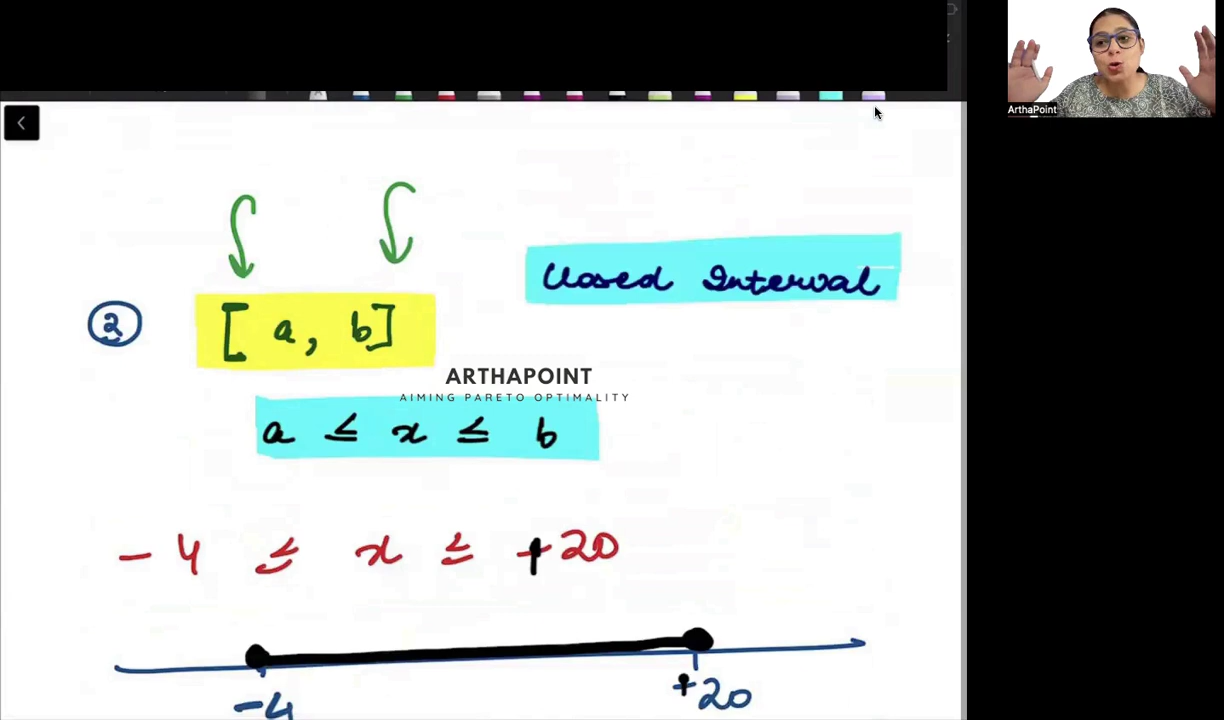 ArthaPoint
Closed Interval
② [ a, b ]
ARTHAPOINT
AIMING PARETO OPTIMALITY
a ≤ x ≤ b
- 4 ≤ x ≤ +20
-4 +20